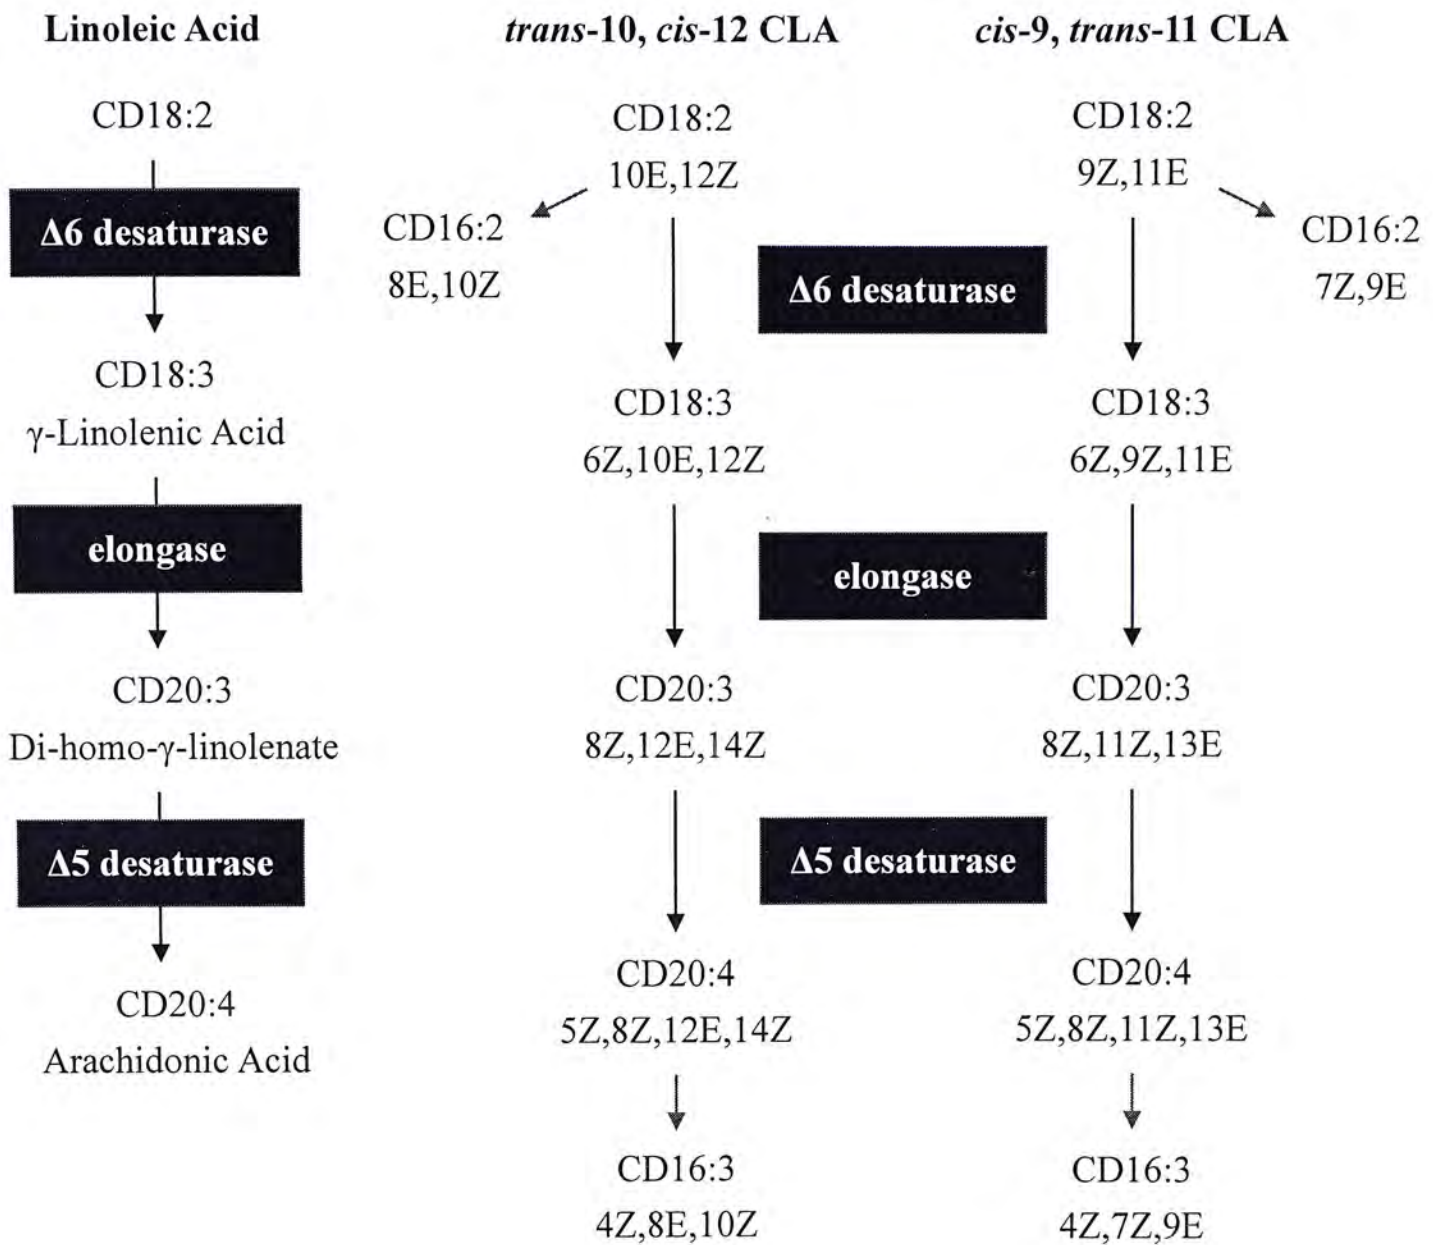 Linoleic Acid
CD18:2
Δ6 desaturase
CD18:3
γ-Linolenic Acid
elongase
CD20:3
Di-homo-γ-linolenate
Δ5 desaturase
CD20:4
Arachidonic Acid
trans-10, cis-12 CLA
CD18:2
10E,12Z
CD16:2
8E,10Z
CD18:3
6Z,10E,12Z
CD20:3
8Z,12E,14Z
CD20:4
5Z,8Z,12E,14Z
CD16:3
4Z,8E,10Z
Δ6 desaturase
elongase
Δ5 desaturase
cis-9, trans-11 CLA
CD18:2
9Z,11E
CD16:2
7Z,9E
CD18:3
6Z,9Z,11E
CD20:3
8Z,11Z,13E
CD20:4
5Z,8Z,11Z,13E
CD16:3
4Z,7Z,9E